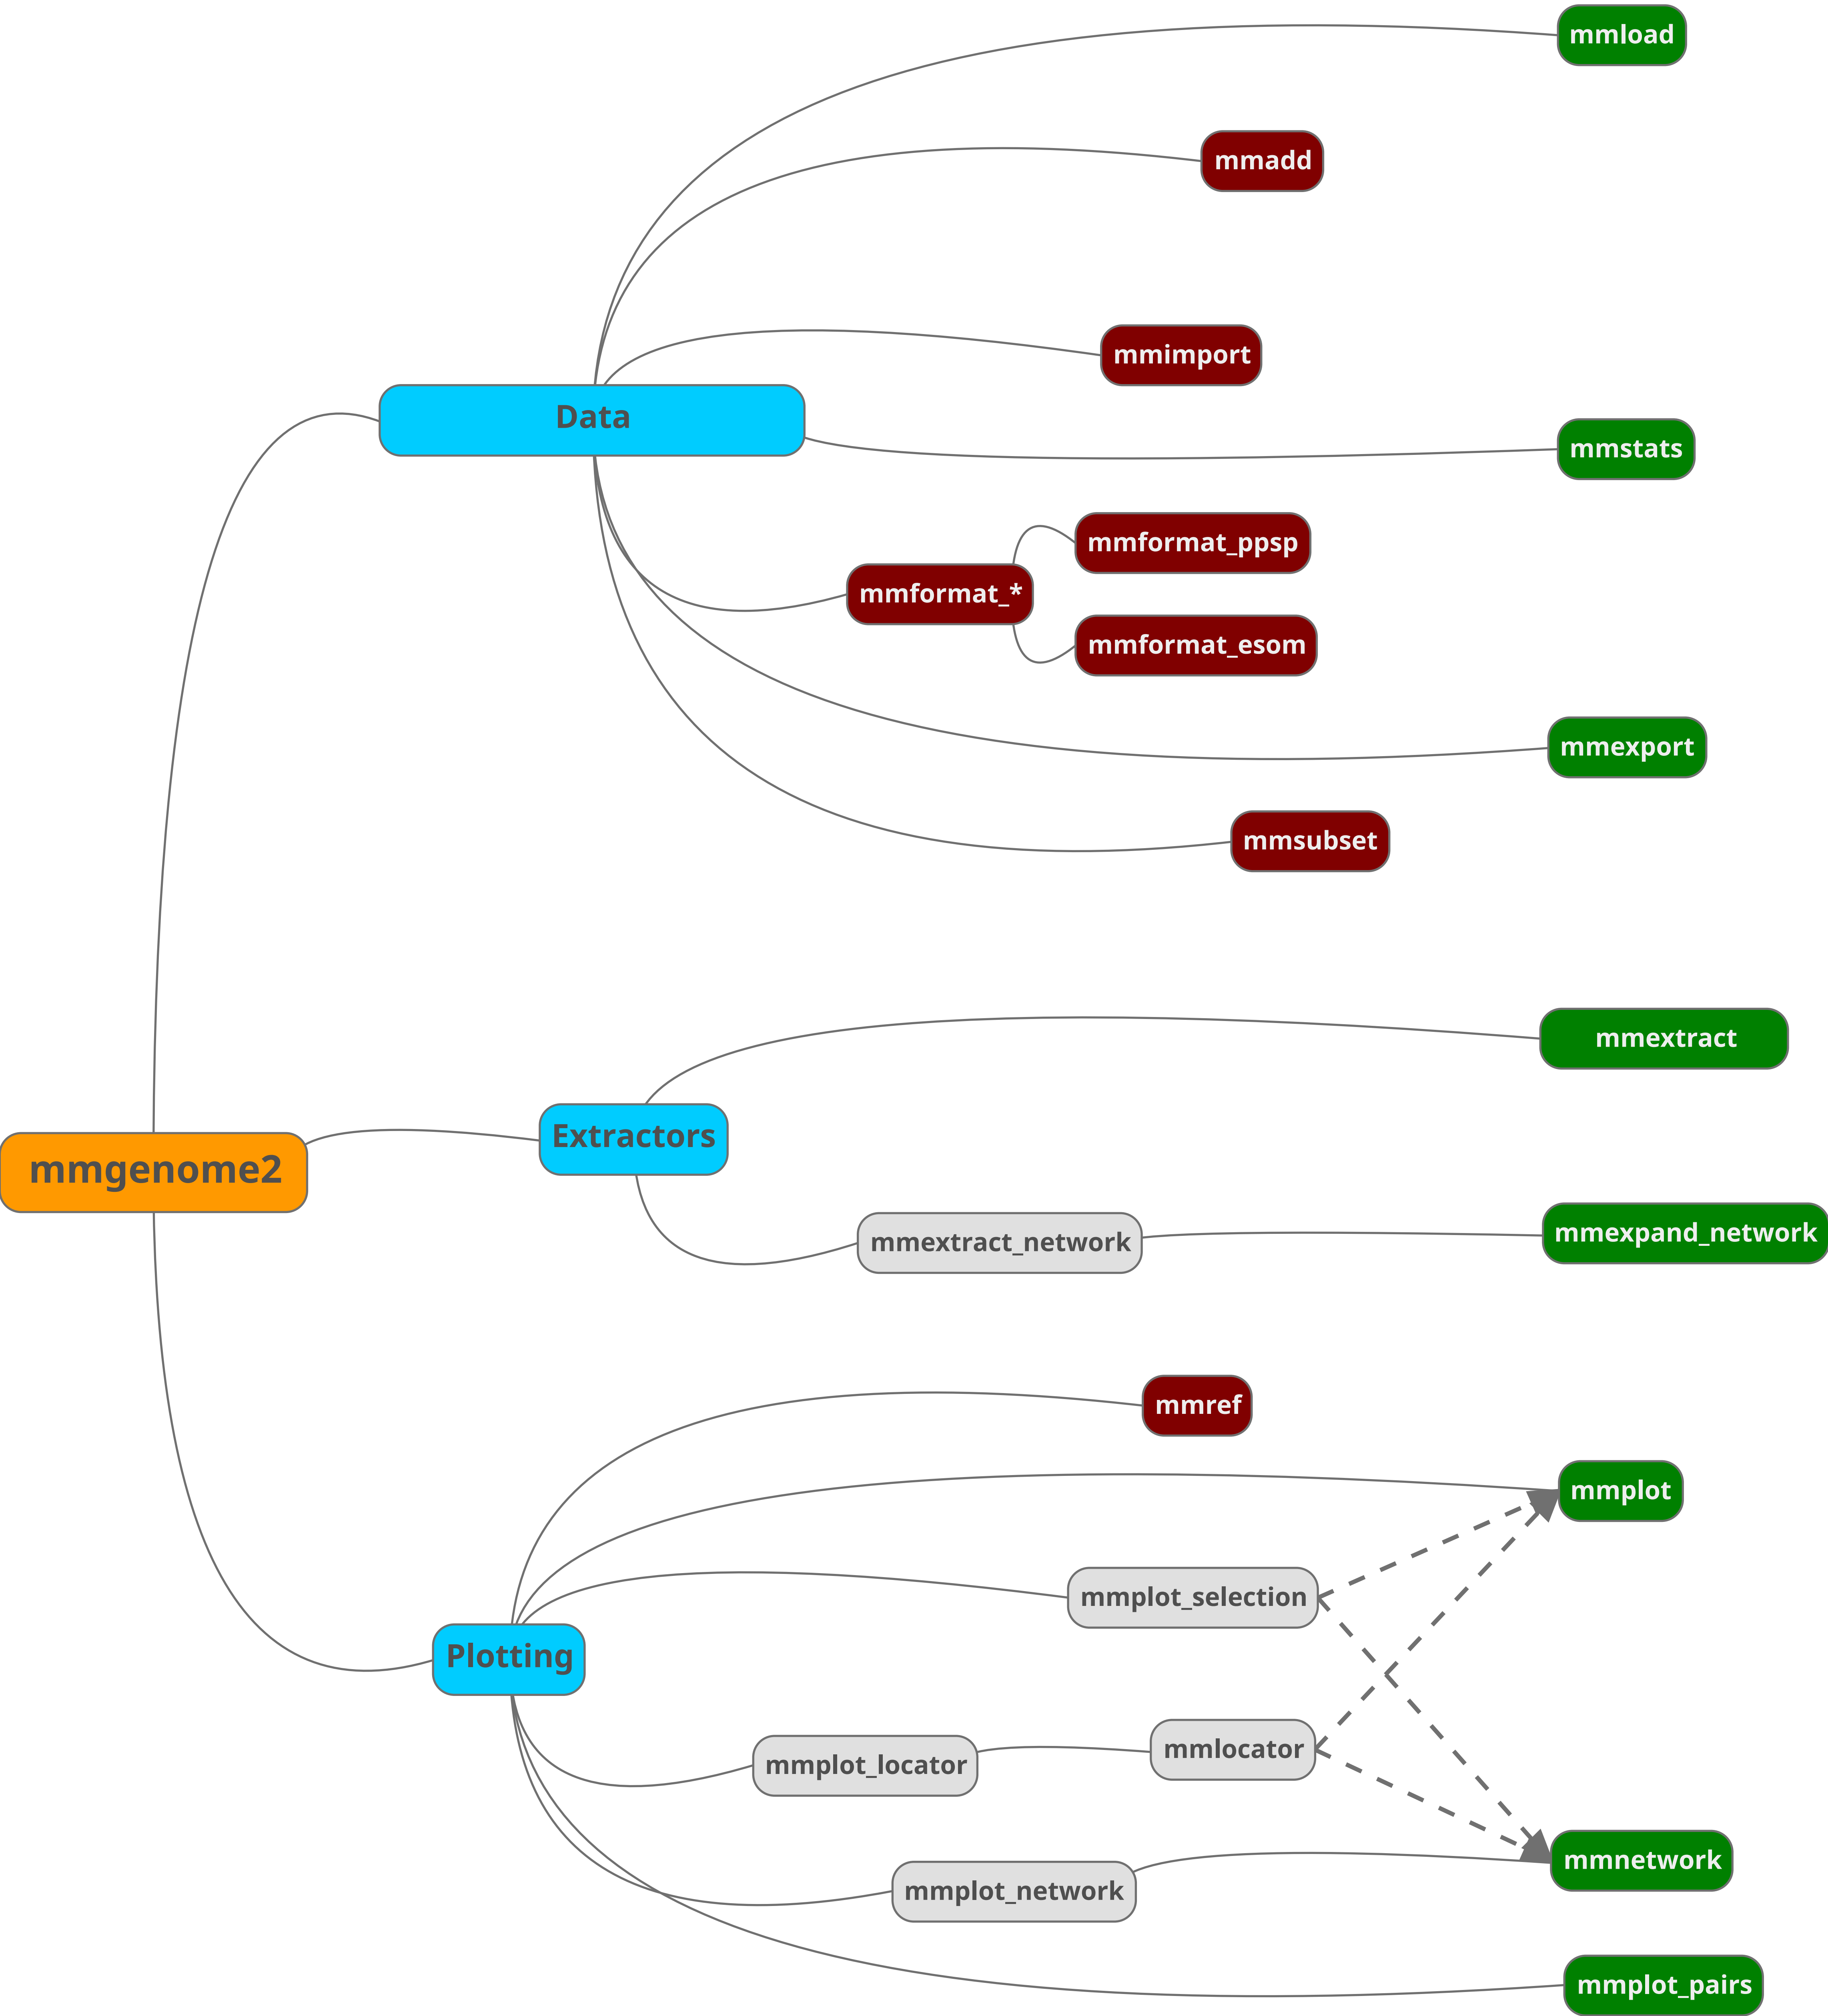 mmload
mmadd
mmimport
Data
mmstats
mmformat_ppsp
mmformat_*
mmformat_esom
mmexport
mmsubset
mmextract
Extractors
mmgenome2
mmextract_network
mmexpand_network
mmref
mmplot
mmplot_selection
Plotting
mmlocator
mmplot_locator
mmnetwork
mmplot_network
mmplot_pairs